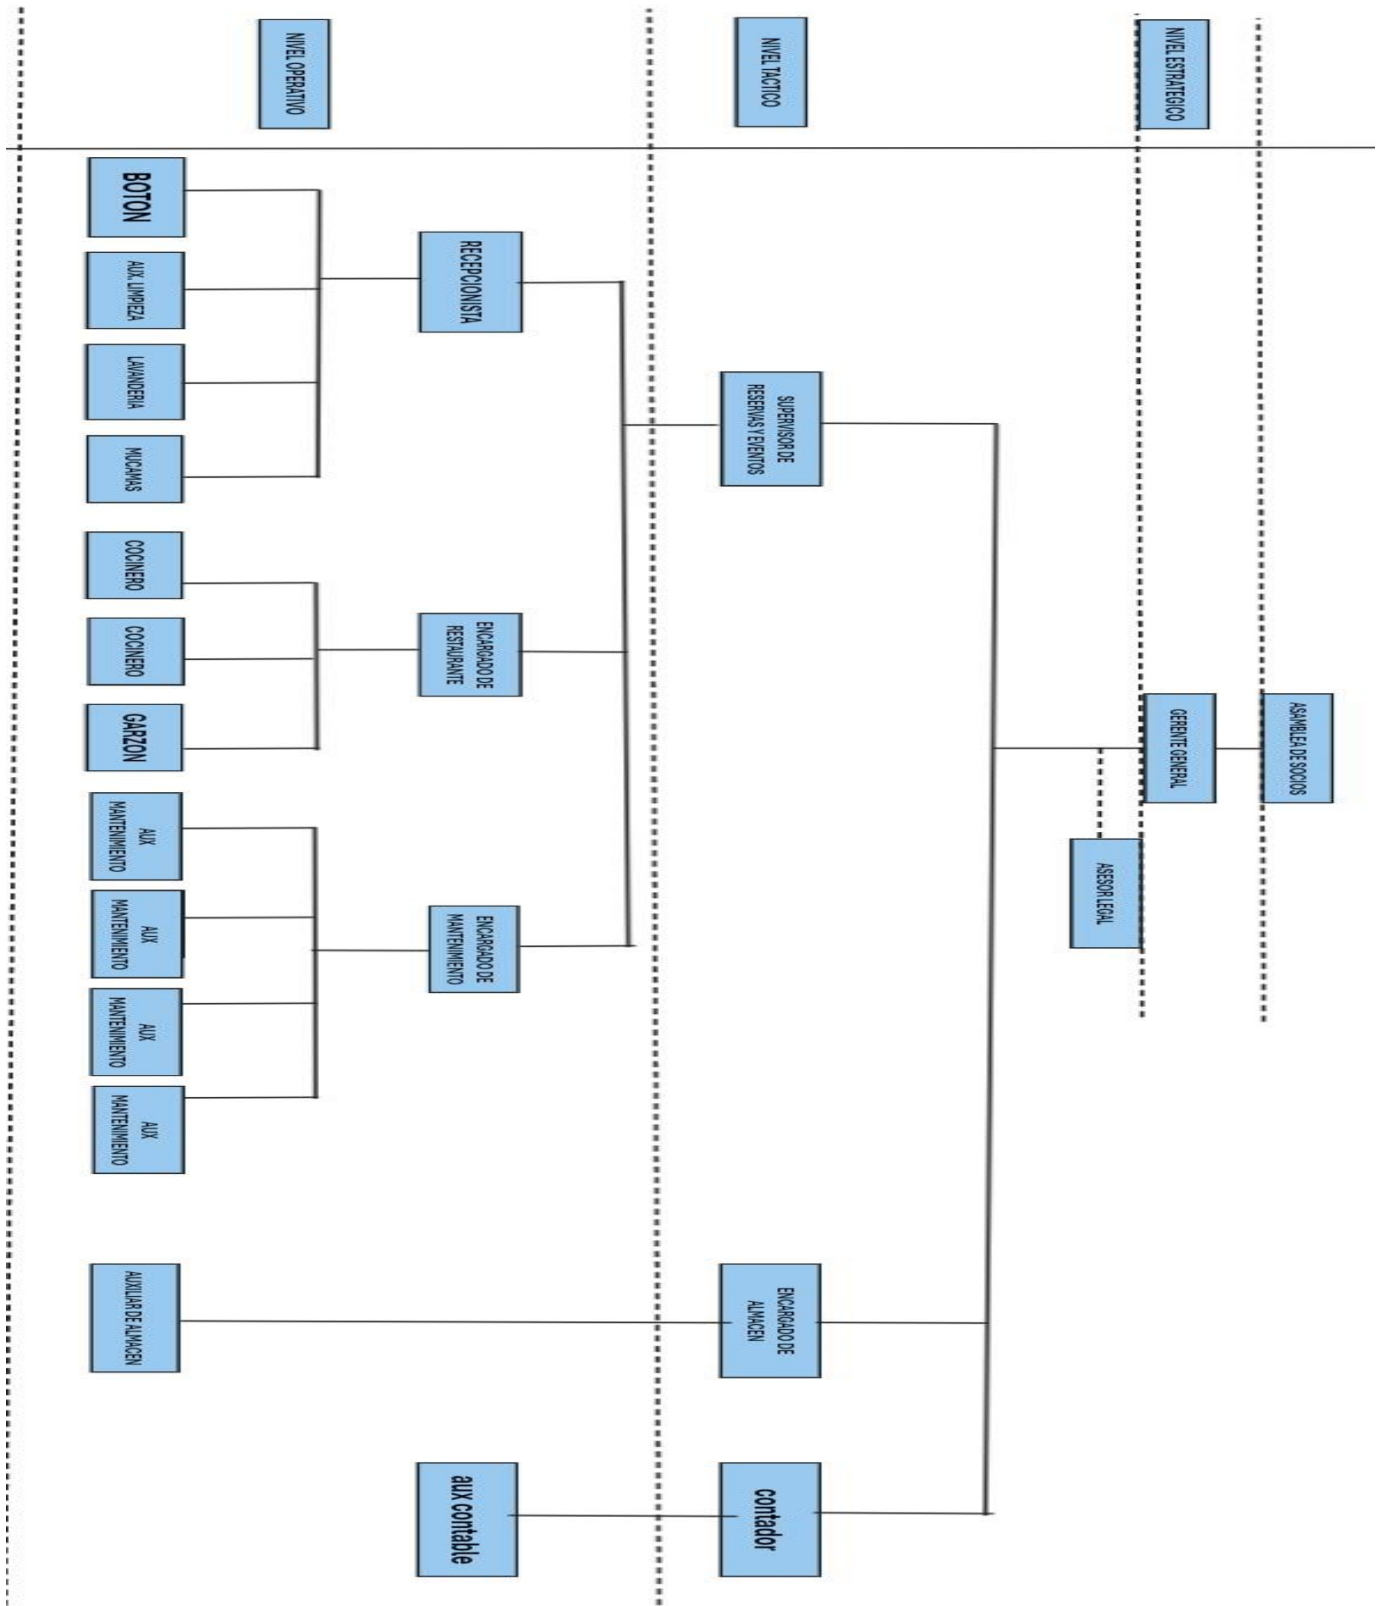 NIVEL ESTRATEGICO
ASAMBLEA DE SOCIOS
GERENTE GENERAL
ASESOR LEGAL
NIVEL TACTICO
SUPERVISOR DE
RESERVAS Y EVENTOS
ENCARGADO DE
ALMACEN
contador
NIVEL OPERATIVO
RECEPCIONISTA
ENCARGADO DE
RESTAURANTE
ENCARGADO DE
MANTENIMIENTO
aux contable
BOTON
AUX. LIMPIEZA
LAVANDERIA
MUCAMAS
COCINERO
COCINERO
GARZON
AUX
MANTENIMIENTO
AUX
MANTENIMIENTO
AUX
MANTENIMIENTO
AUX
MANTENIMIENTO
AUXILIAR DE ALMACEN